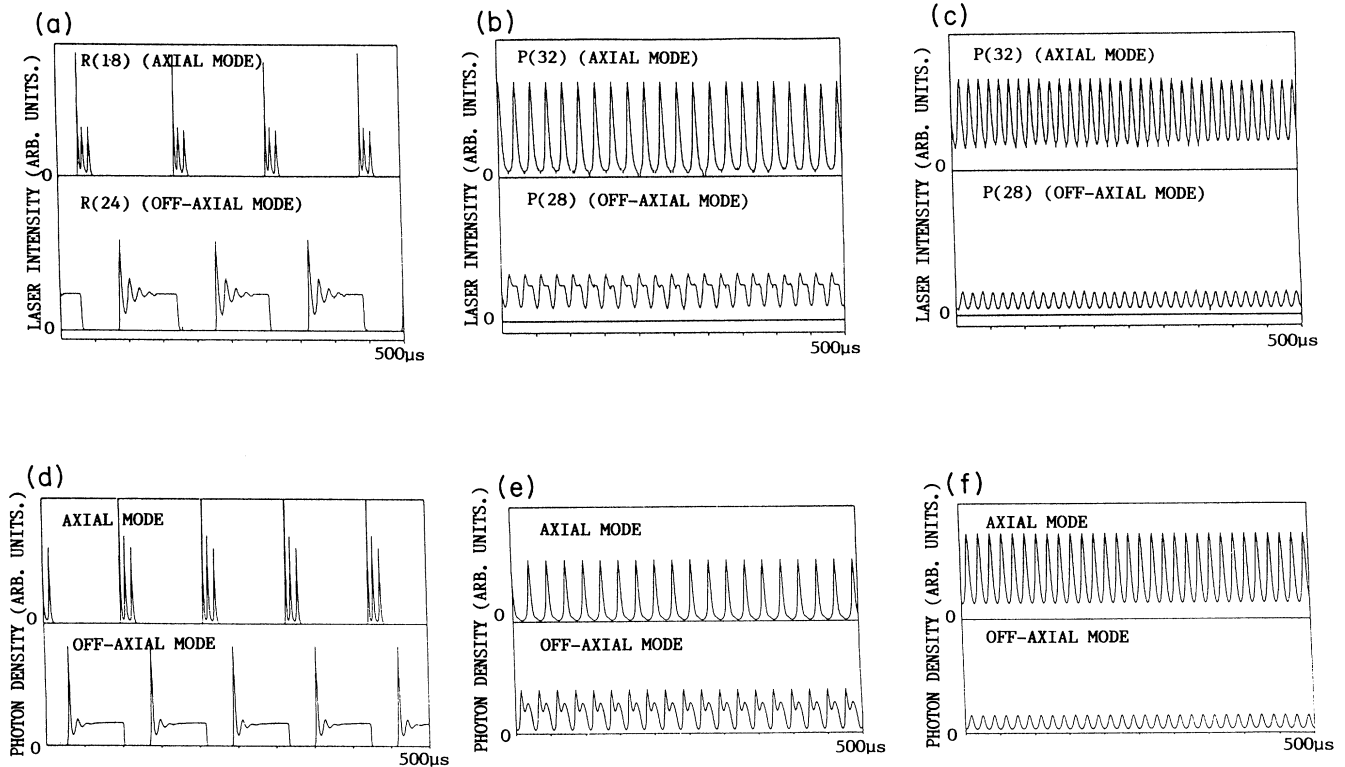 (a)
R(18) (AXIAL MODE)
0
R(24) (OFF-AXIAL MODE)
0
LASER INTENSITY (ARB. UNITS.)
500μs
(b)
P(32) (AXIAL MODE)
0
P(28) (OFF-AXIAL MODE)
0
LASER INTENSITY (ARB. UNITS.)
500μs
(c)
P(32) (AXIAL MODE)
0
P(28) (OFF-AXIAL MODE)
0
LASER INTENSITY (ARB. UNITS.)
500μs
(d)
AXIAL MODE
0
OFF-AXIAL MODE
0
PHOTON DENSITY (ARB. UNITS.)
500μs
(e)
AXIAL MODE
0
OFF-AXIAL MODE
0
PHOTON DENSITY (ARB. UNITS.)
500μs
(f)
AXIAL MODE
0
OFF-AXIAL MODE
0
PHOTON DENSITY (ARB. UNITS.)
500μs